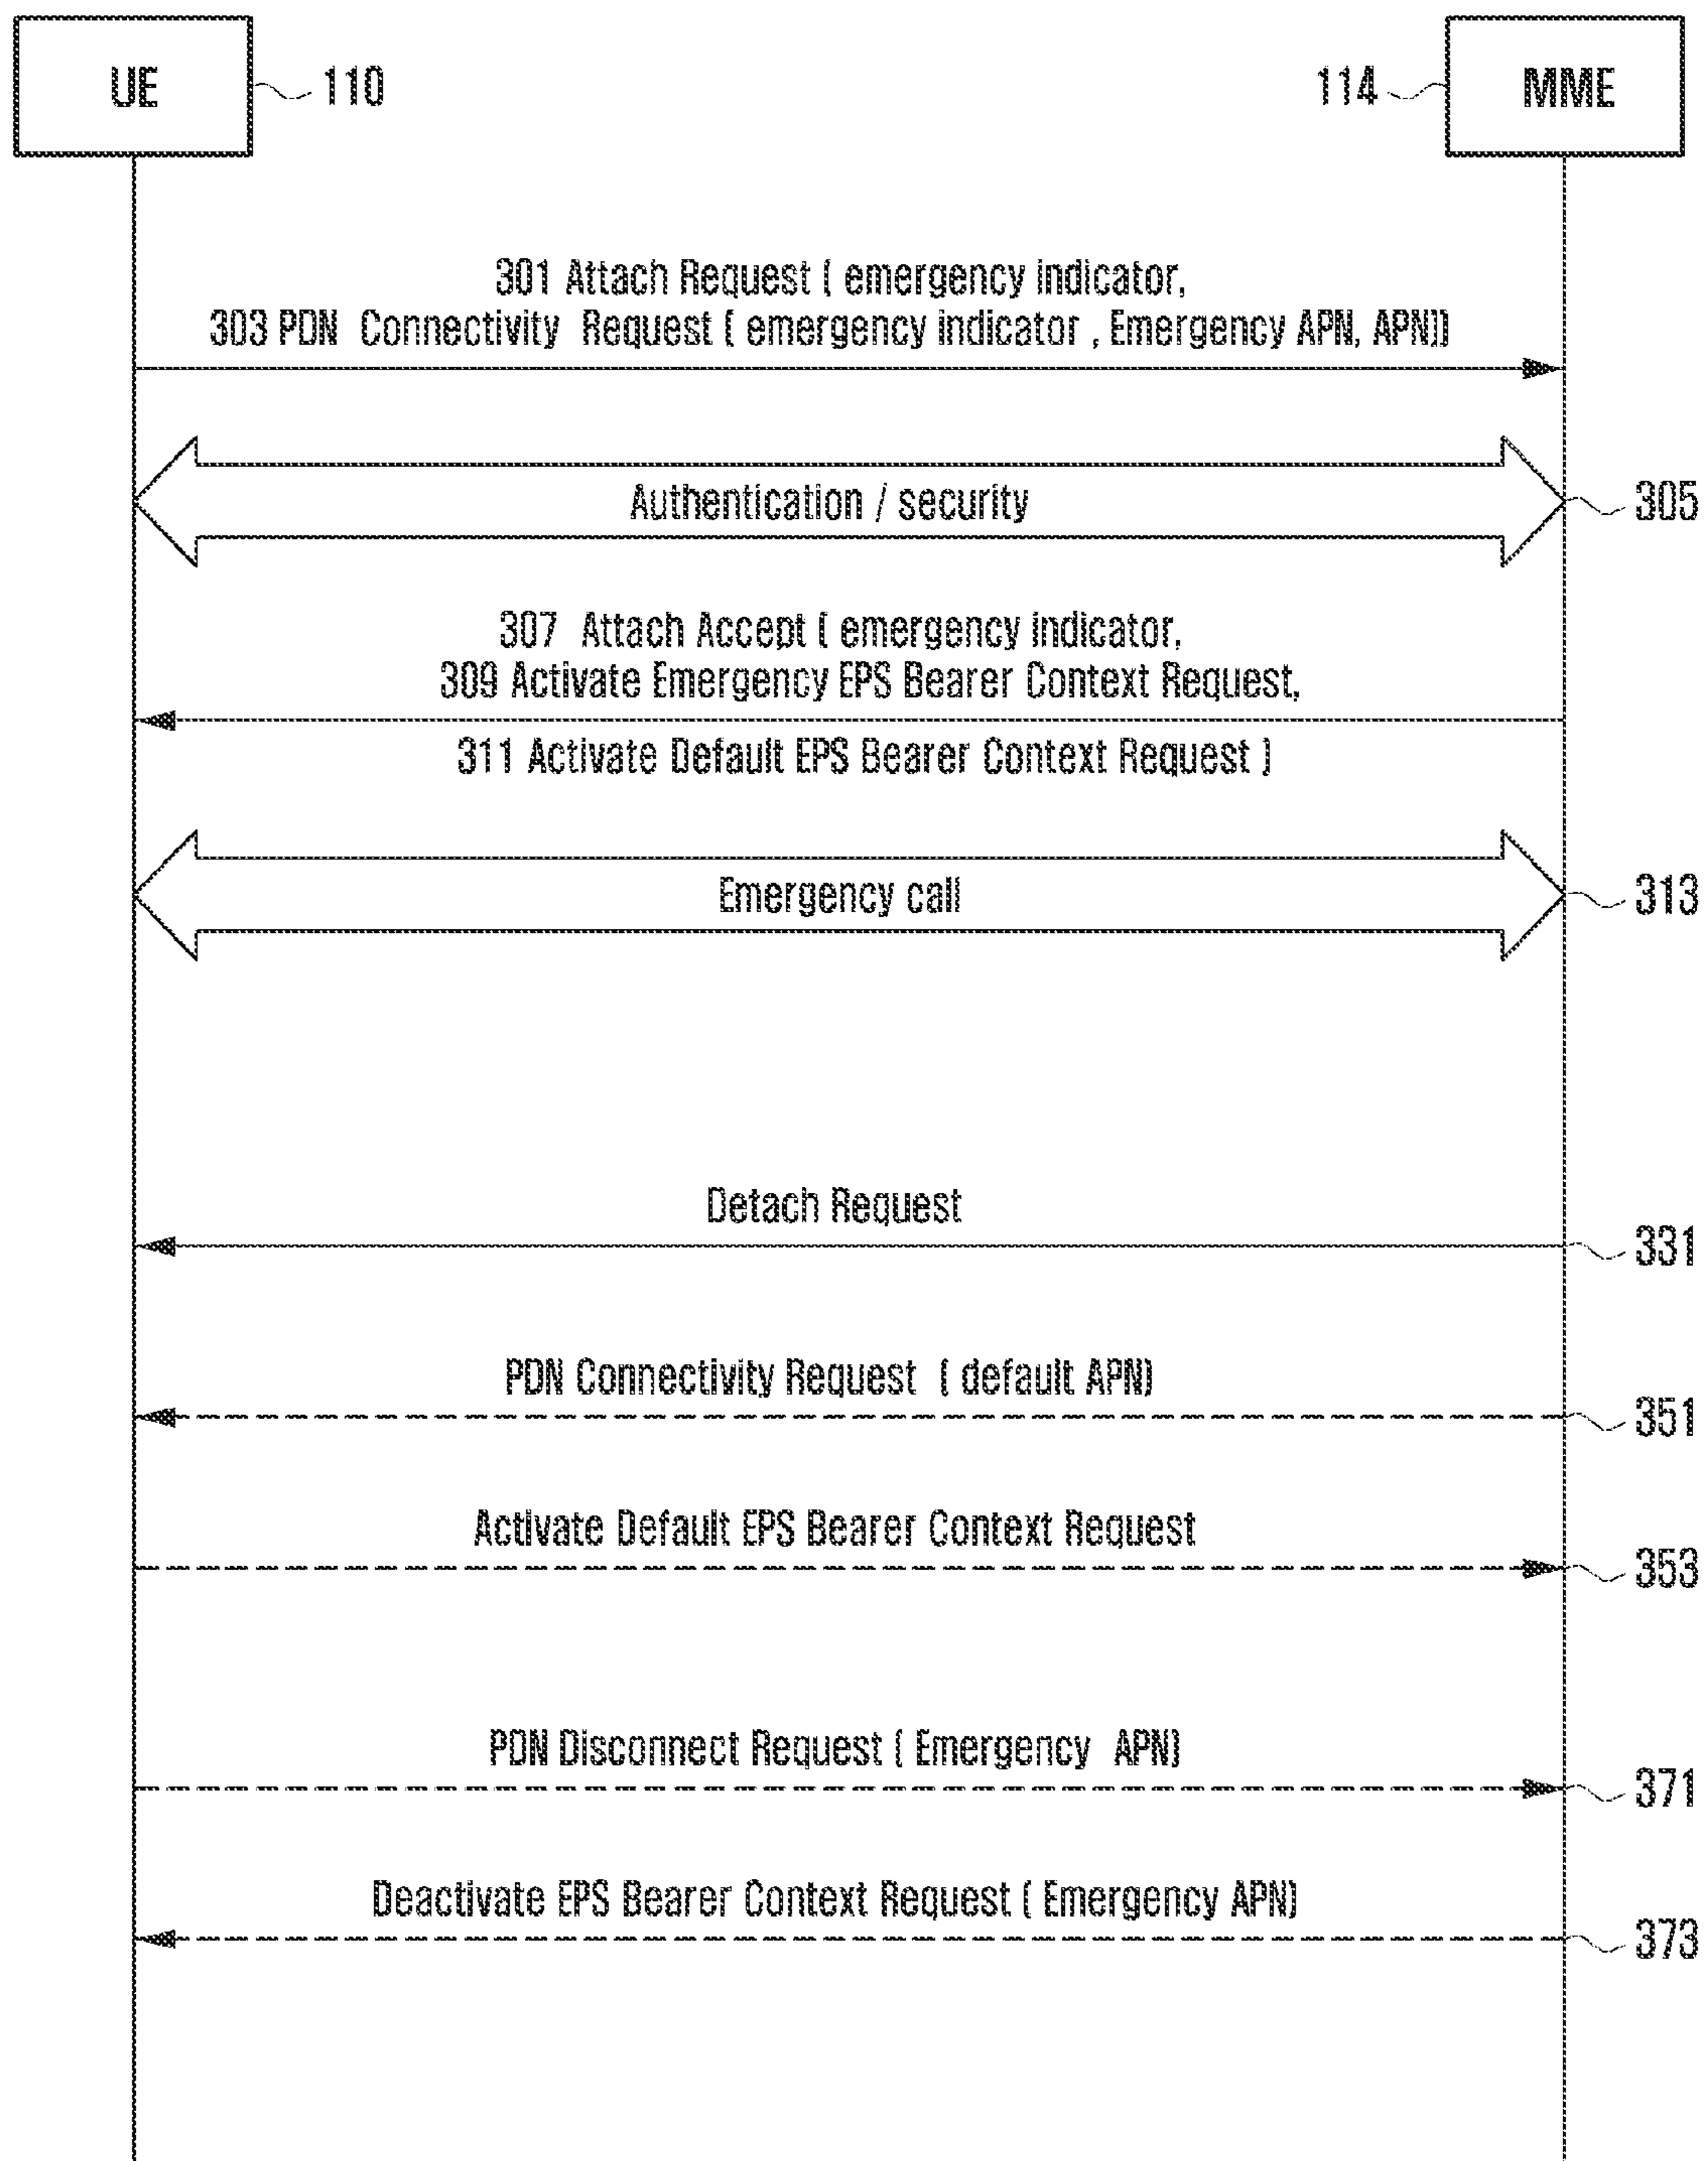 UE
110
114
MME
301 Attach Request ( emergency indicator,
303 PDN Connectivity Request ( emergency indicator , Emergency APN, APN))
Authentication / security
305
307 Attach Accept ( emergency indicator,
309 Activate Emergency EPS Bearer Context Request,
311 Activate Default EPS Bearer Context Request )
Emergency call
313
Detach Request
331
PDN Connectivity Request ( default APN)
351
Activate Default EPS Bearer Context Request
353
PDN Disconnect Request ( Emergency APN)
371
Deactivate EPS Bearer Context Request ( Emergency APN)
373